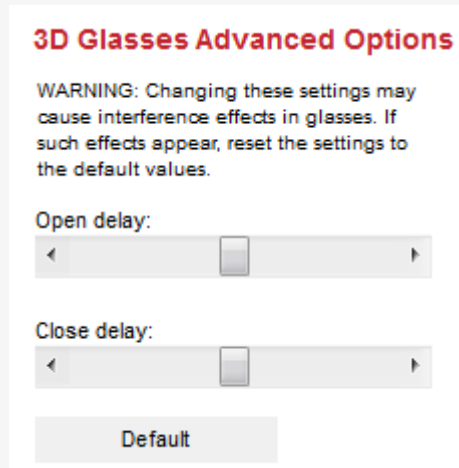 3D Glasses Advanced Options
WARNING: Changing these settings may
cause interference effects in glasses. If
such effects appear, reset the settings to
the default values.
Open delay:
Close delay:
Default